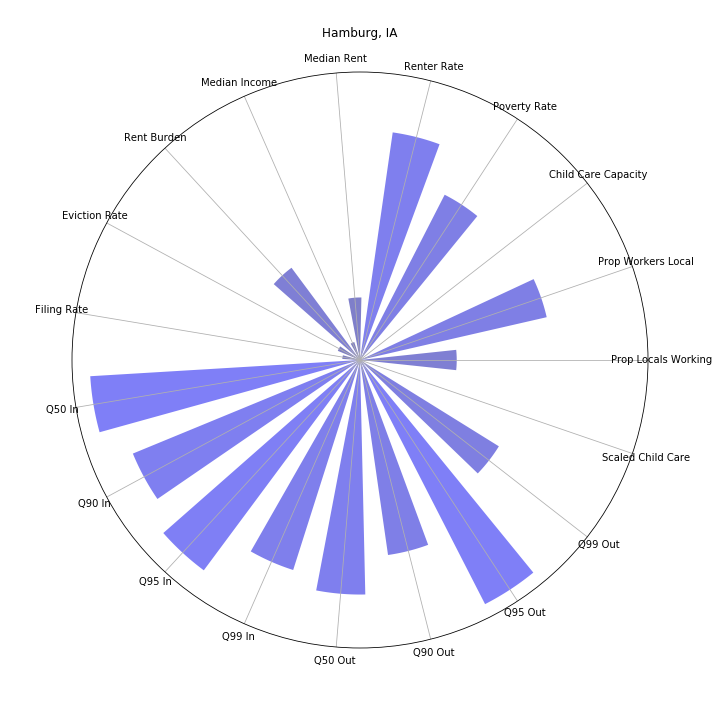 Hamburg, IA
Median Rent
Renter Rate
Median Income
Poverty Rate
Rent Burden
Child Care Capacity
Eviction Rate
Prop Workers Local
Filing Rate
Prop Locals Working
Q50 In
Scaled Child Care
Q90 In
Q99 Out
Q95 In
Q95 Out
Q99 In
Q90 Out
Q50 Out